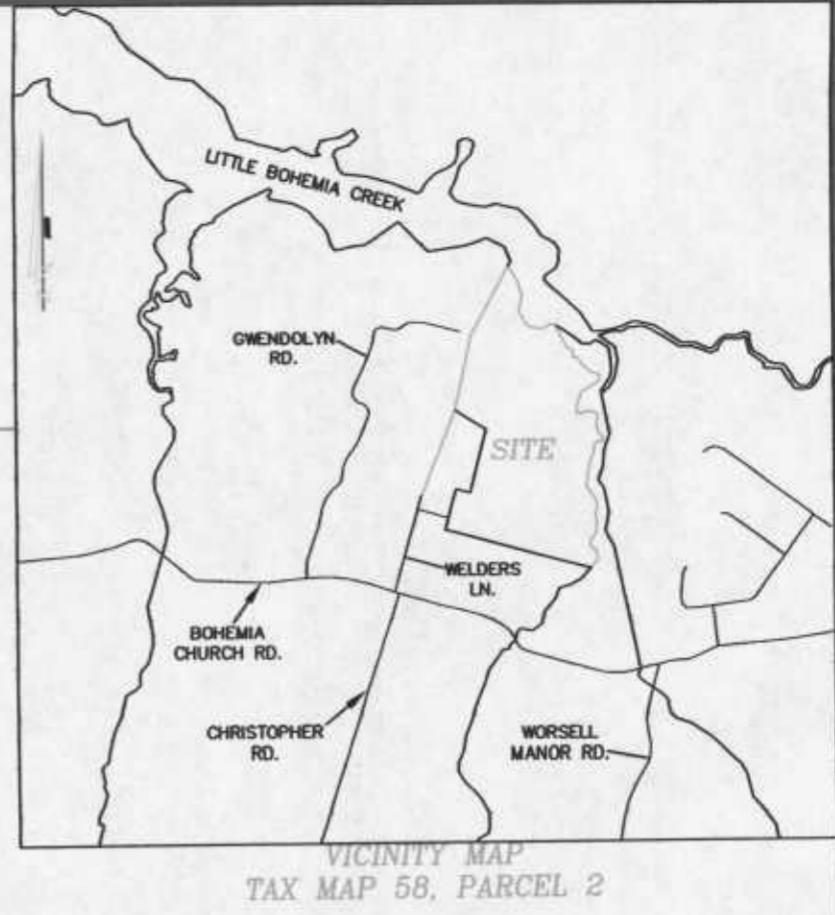 LITTLE BOHEMIA CREEK
GWENDOLYN
RD.
SITE
WELDERS
LN.
BOHEMIA
CHURCH RD.
CHRISTOPHER
RD.
WORSELL
MANOR RD.
VICINITY MAP
TAX MAP 58, PARCEL 2